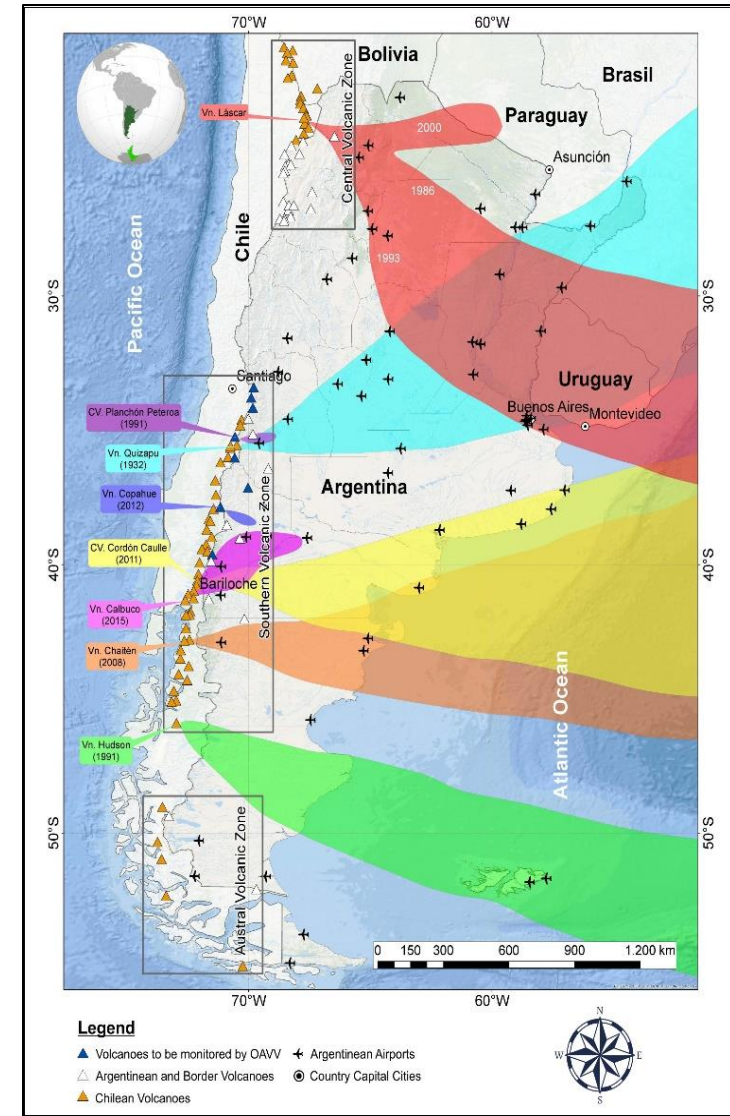 70°W
60°W
Bolivia
Brasil
Vn. Láscar
Central Volcanic Zone
2000
Paraguay
Asunción
1986
Chile
Pacific Ocean
1993
30°S
30°S
Santiago
Uruguay
CV. Planchón Peteroa
(1991)
Buenos Aires
Montevideo
Vn. Quizapu
(1932)
Argentina
Vn. Copahue
(2012)
Southern Volcanic Zone
CV. Cordón Caulle
(2011)
40°S
40°S
Bariloche
Vn. Calbuco
(2015)
Vn. Chaitén
(2008)
Atlantic Ocean
Vn. Hudson
(1991)
50°S
50°S
Austral Volcanic Zone
0 150 300 600 900 1.200 km
70°W
60°W
Legend
Volcanoes to be monitored by OAVV
Argentinean Airports
Argentinean and Border Volcanoes
Country Capital Cities
Chilean Volcanoes
N
W
E
S